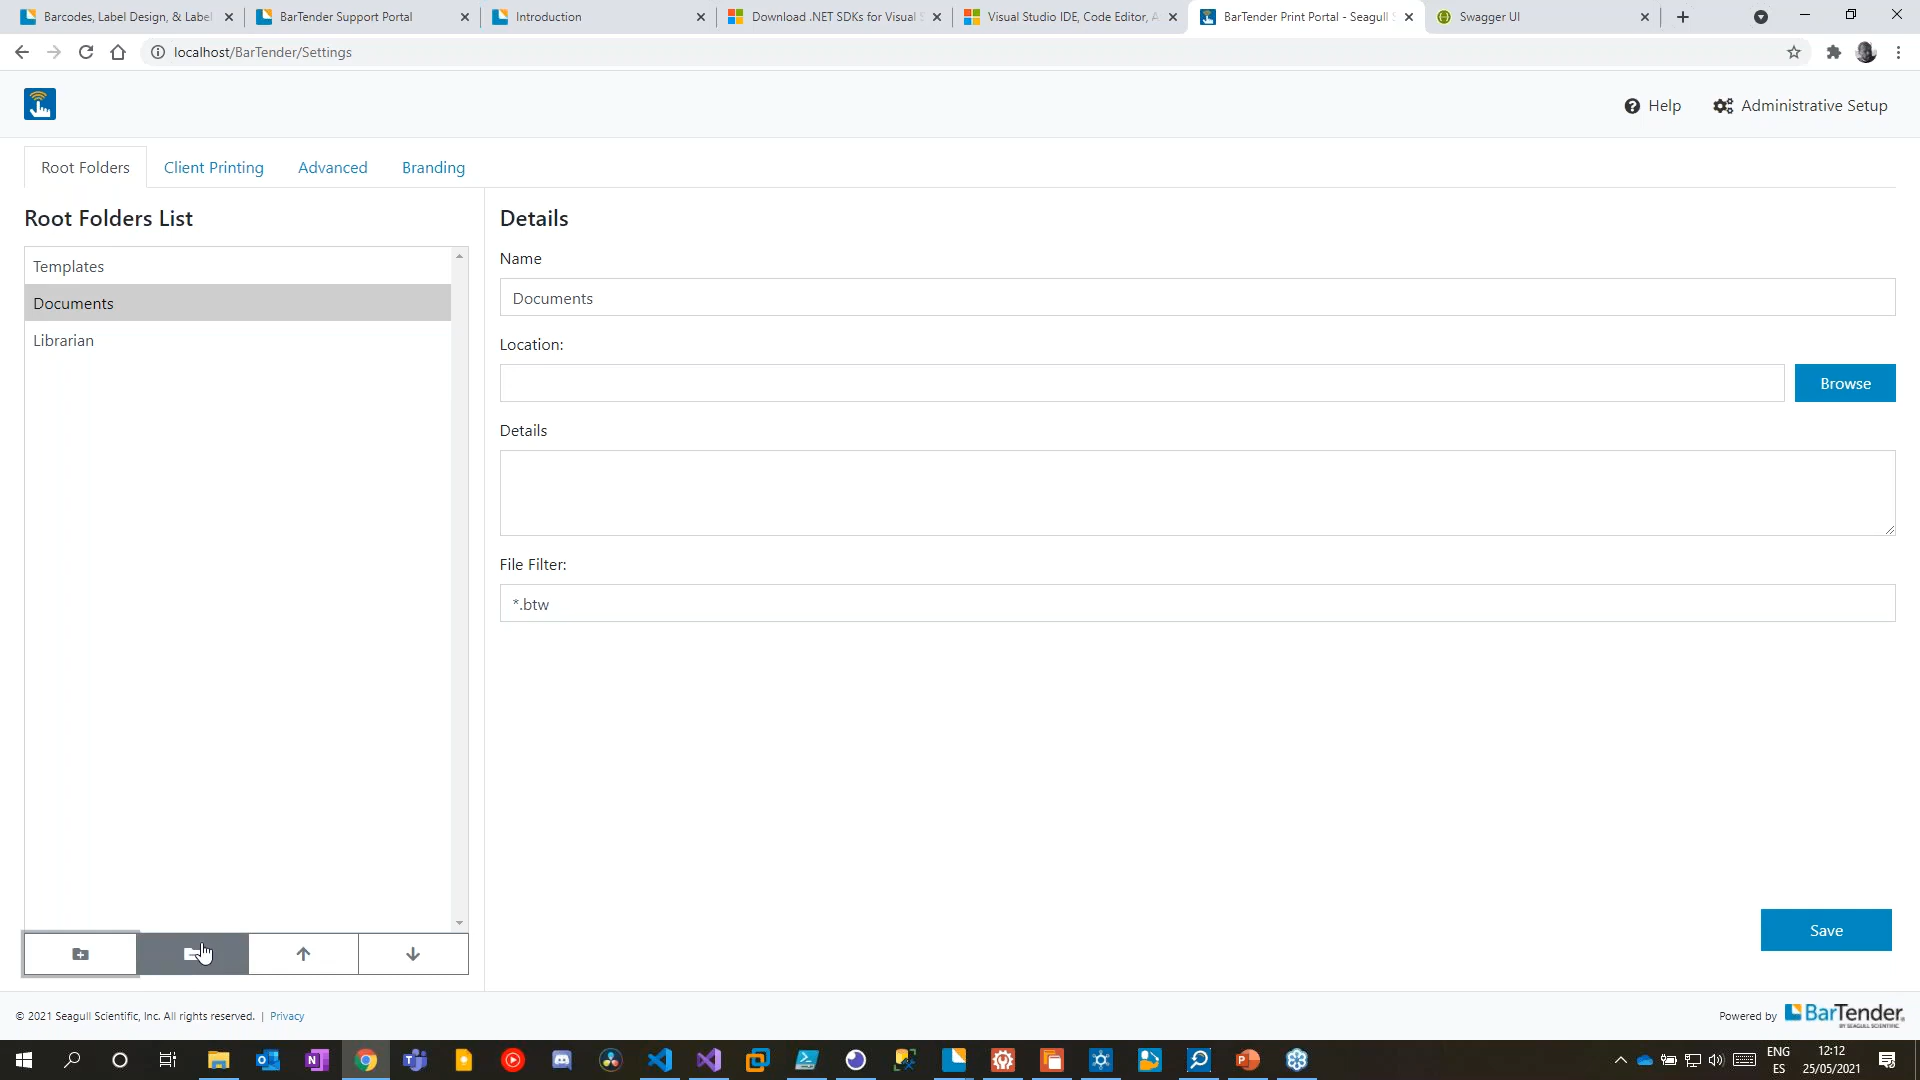 Barcodes, Label Design, & Label
BarTender Support Portal
Introduction
Download .NET SDKs for Visual S
Visual Studio IDE, Code Editor, A
BarTender Print Portal - Seagull S
Swagger UI
localhost/BarTender/Settings
Help
Administrative Setup
Root Folders
Client Printing
Advanced
Branding
Root Folders List
Templates
Documents
Librarian
Details
Name
Documents
Location:
Browse
Details
File Filter:
*.btw
Save
© 2021 Seagull Scientific, Inc. All rights reserved. | Privacy
Powered by BarTender
BY SEAGULL SCIENTIFIC
ENG
ES
12:12
25/05/2021